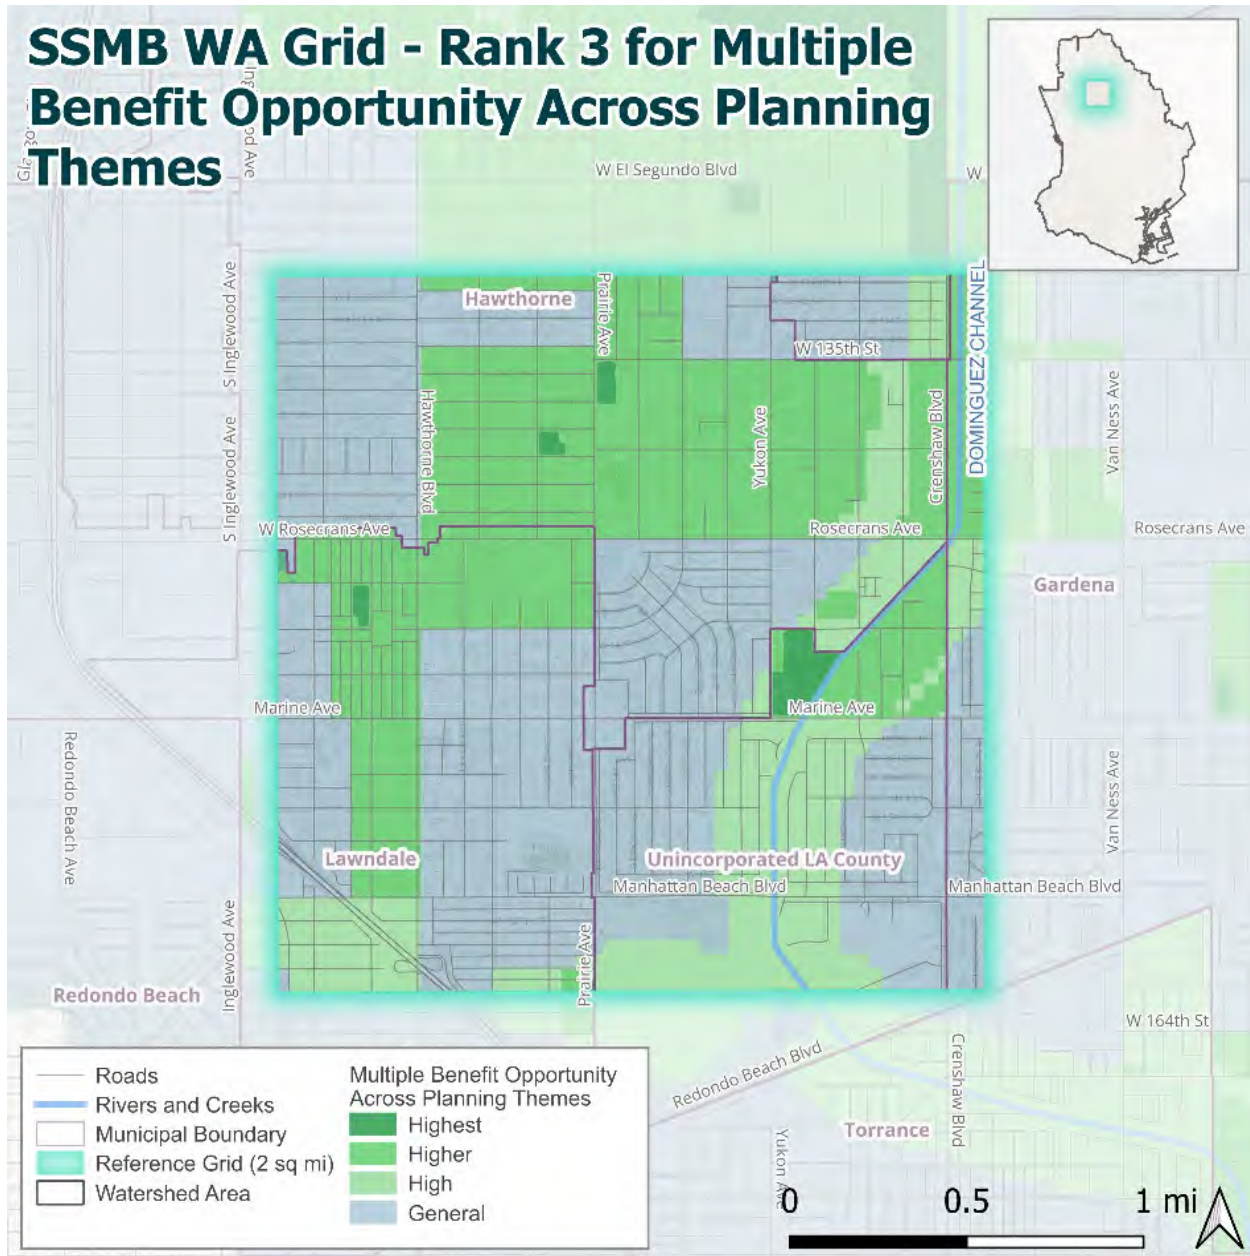 SSMB WA Grid - Rank 3 for Multiple
Benefit Opportunity Across Planning
Themes
W El Segundo Blvd
W
Hawthorne
Prairie Ave
DOMINGUEZ CHANNEL
S Inglewood Ave
W 135th St
Hawthorne Blvd
Yukon Ave
Crenshaw Blvd
Van Ness Ave
S Inglewood Ave
W Rosecrans Ave
Rosecrans Ave
Rosecrans Ave
Gardena
Marine Ave
Marine Ave
Redondo Beach Ave
Van Ness Ave
Lawndale
Unincorporated LA County
Manhattan Beach Blvd
Manhattan Beach Blvd
Inglewood Ave
Prairie Ave
Redondo Beach
W 164th St
Redondo Beach Blvd
Crenshaw Blvd
Torrance
Yukon Ave
Roads
Rivers and Creeks
Municipal Boundary
Reference Grid (2 sq mi)
Watershed Area
Multiple Benefit Opportunity
Across Planning Themes
Highest
Higher
High
General
0 0.5 1 mi